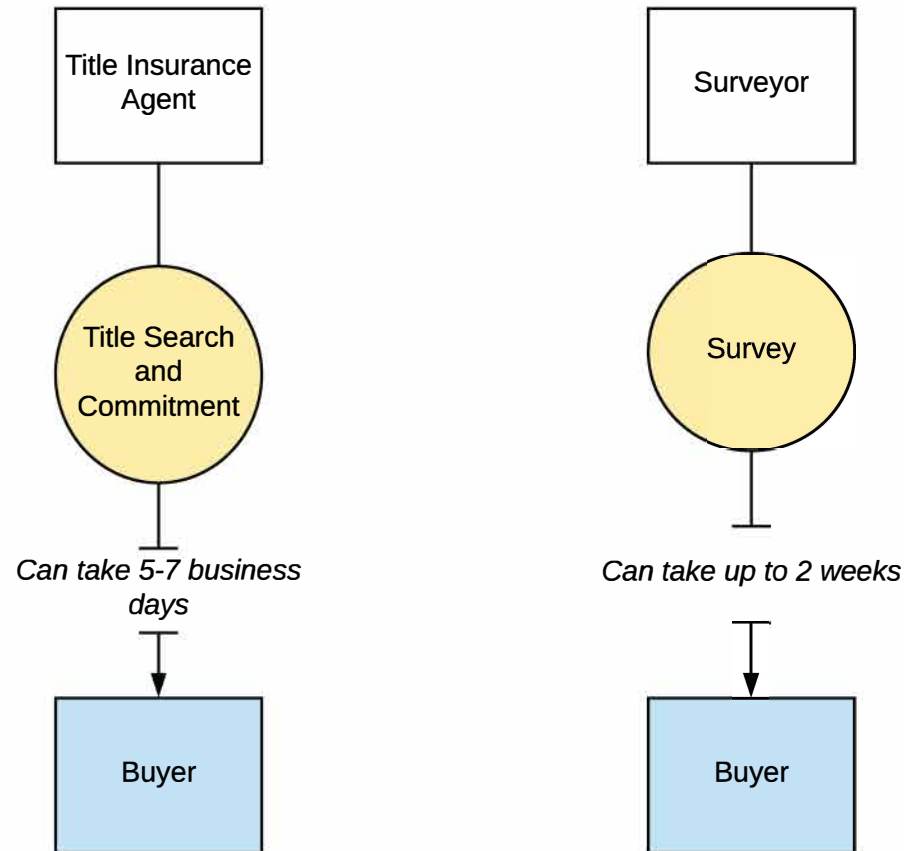 Title Insurance
Agent
Title Search
and
Commitment
Can take 5-7 business
days
Buyer
Surveyor
Survey
Can take up to 2 weeks
Buyer